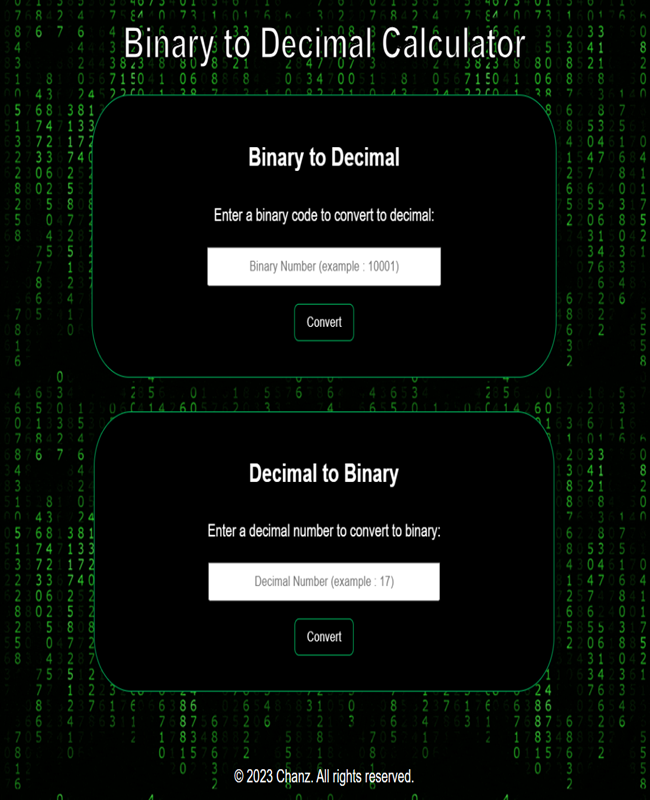 Binary to Decimal Calculator
Binary to Decimal
Enter a binary code to convert to decimal:
Binary Number (example : 10001)
Convert
Decimal to Binary
Enter a decimal number to convert to binary:
Decimal Number (example : 17)
Convert
© 2023 Chanz. All rights reserved.